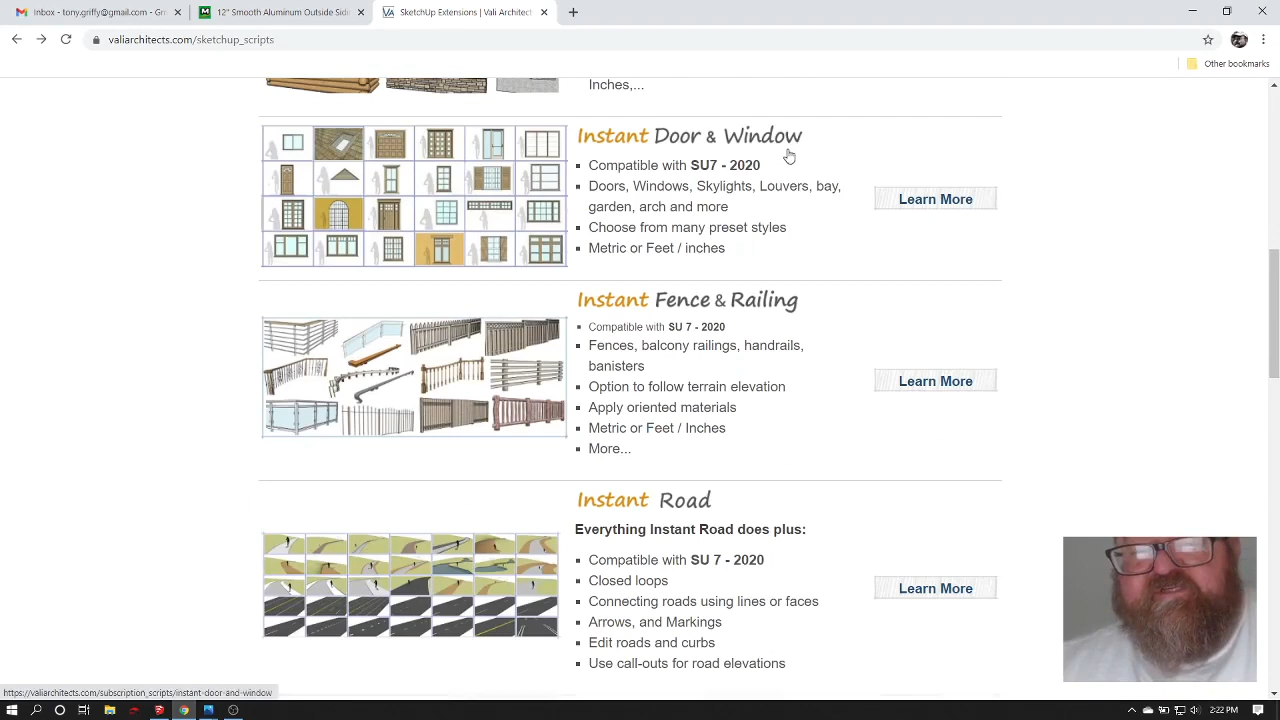 Inbox - tony.griffy@gmail.com - Gm
12" Smooth Aluminum Outside Side
SketchUp Extensions | Vali Architect
valiarchitects.com/sketchup_scripts
Other bookmarks
Inches,...
Instant Door & Window
Compatible with SU7 - 2020
Doors, Windows, Skylights, Louvers, bay,
garden, arch and more
Choose from many preset styles
Metric or Feet / inches
Learn More
Instant Fence & Railing
Compatible with SU 7 - 2020
Fences, balcony railings, handrails,
banisters
Option to follow terrain elevation
Apply oriented materials
Metric or Feet / Inches
More...
Learn More
Instant Road
Everything Instant Road does plus:
Compatible with SU 7 - 2020
Closed loops
Connecting roads using lines or faces
Arrows, and Markings
Edit roads and curbs
Use call-outs for road elevations
Learn More
https://valiarchitects.com/subscription_scripts/instant-door-and-window
2:22 PM